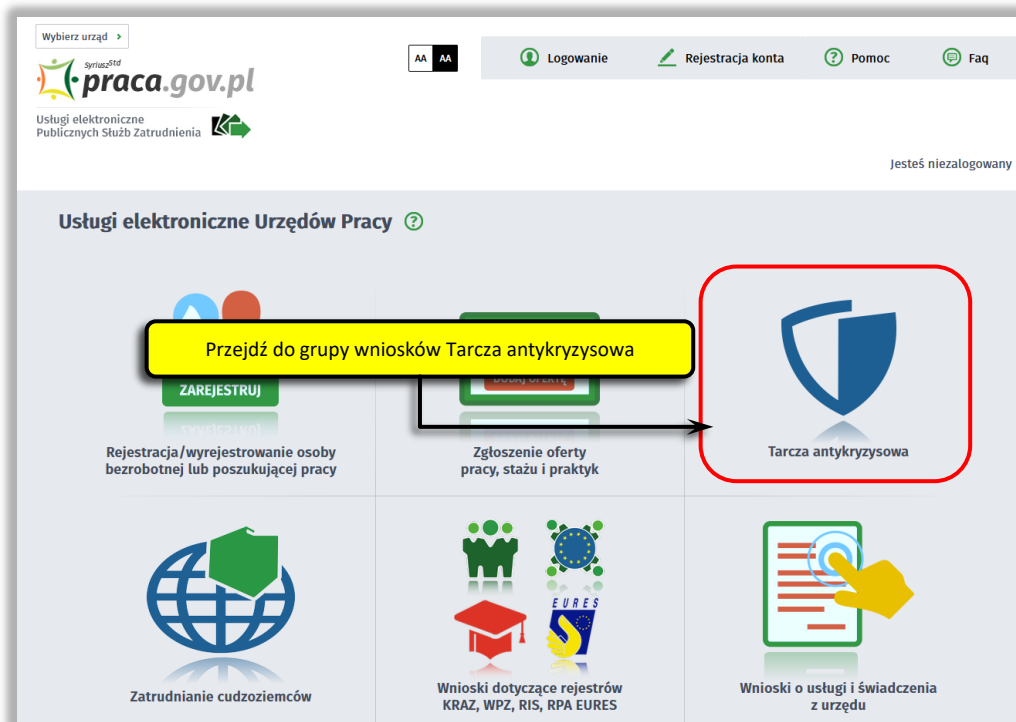 Wybierz urząd >
AA AA
Logowanie
Rejestracja konta
Pomoc
Faq
SyriuszStd
praca.gov.pl
Usługi elektroniczne
Publicznych Służb Zatrudnienia
Jesteś niezalogowany
Usługi elektroniczne Urzędów Pracy ?
Przejdź do grupy wniosków Tarcza antykryzysowa
ZAREJESTRUJ
DODAJ OFERTĘ
Rejestracja/wyrejestrowanie osoby
bezrobotnej lub poszukującej pracy
Zgłoszenie oferty
pracy, stażu i praktyk
Tarcza antykryzysowa
EURES
Zatrudnianie cudzoziemców
Wnioski dotyczące rejestrów
KRAZ, WPZ, RIS, RPA EURES
Wnioski o usługi i świadczenia
z urzędu